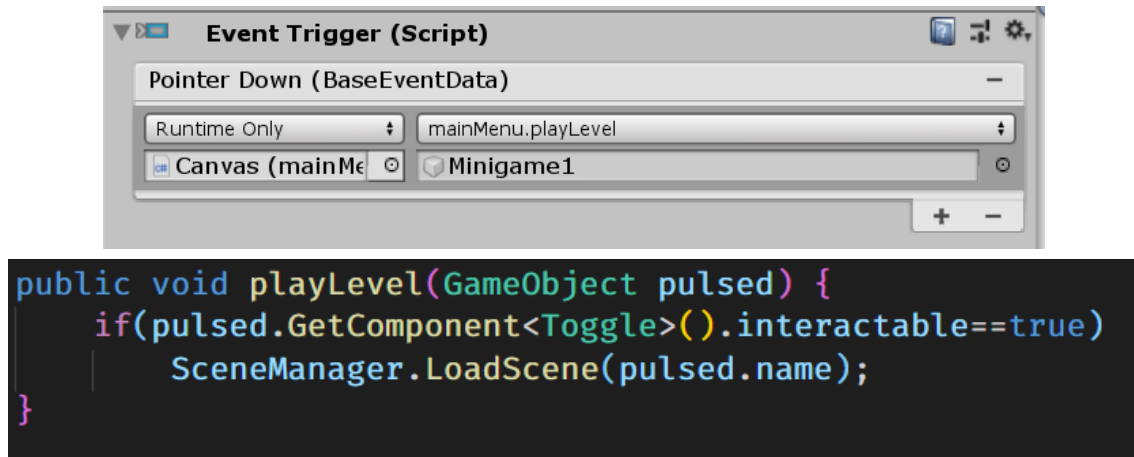 Event Trigger (Script)
Pointer Down (BaseEventData)
Runtime Only mainMenu.playLevel
Canvas (mainMe Minigame1
public void playLevel(GameObject pulsed) {
    if(pulsed.GetComponent<Toggle>().interactable==true)
        SceneManager.LoadScene(pulsed.name);
}